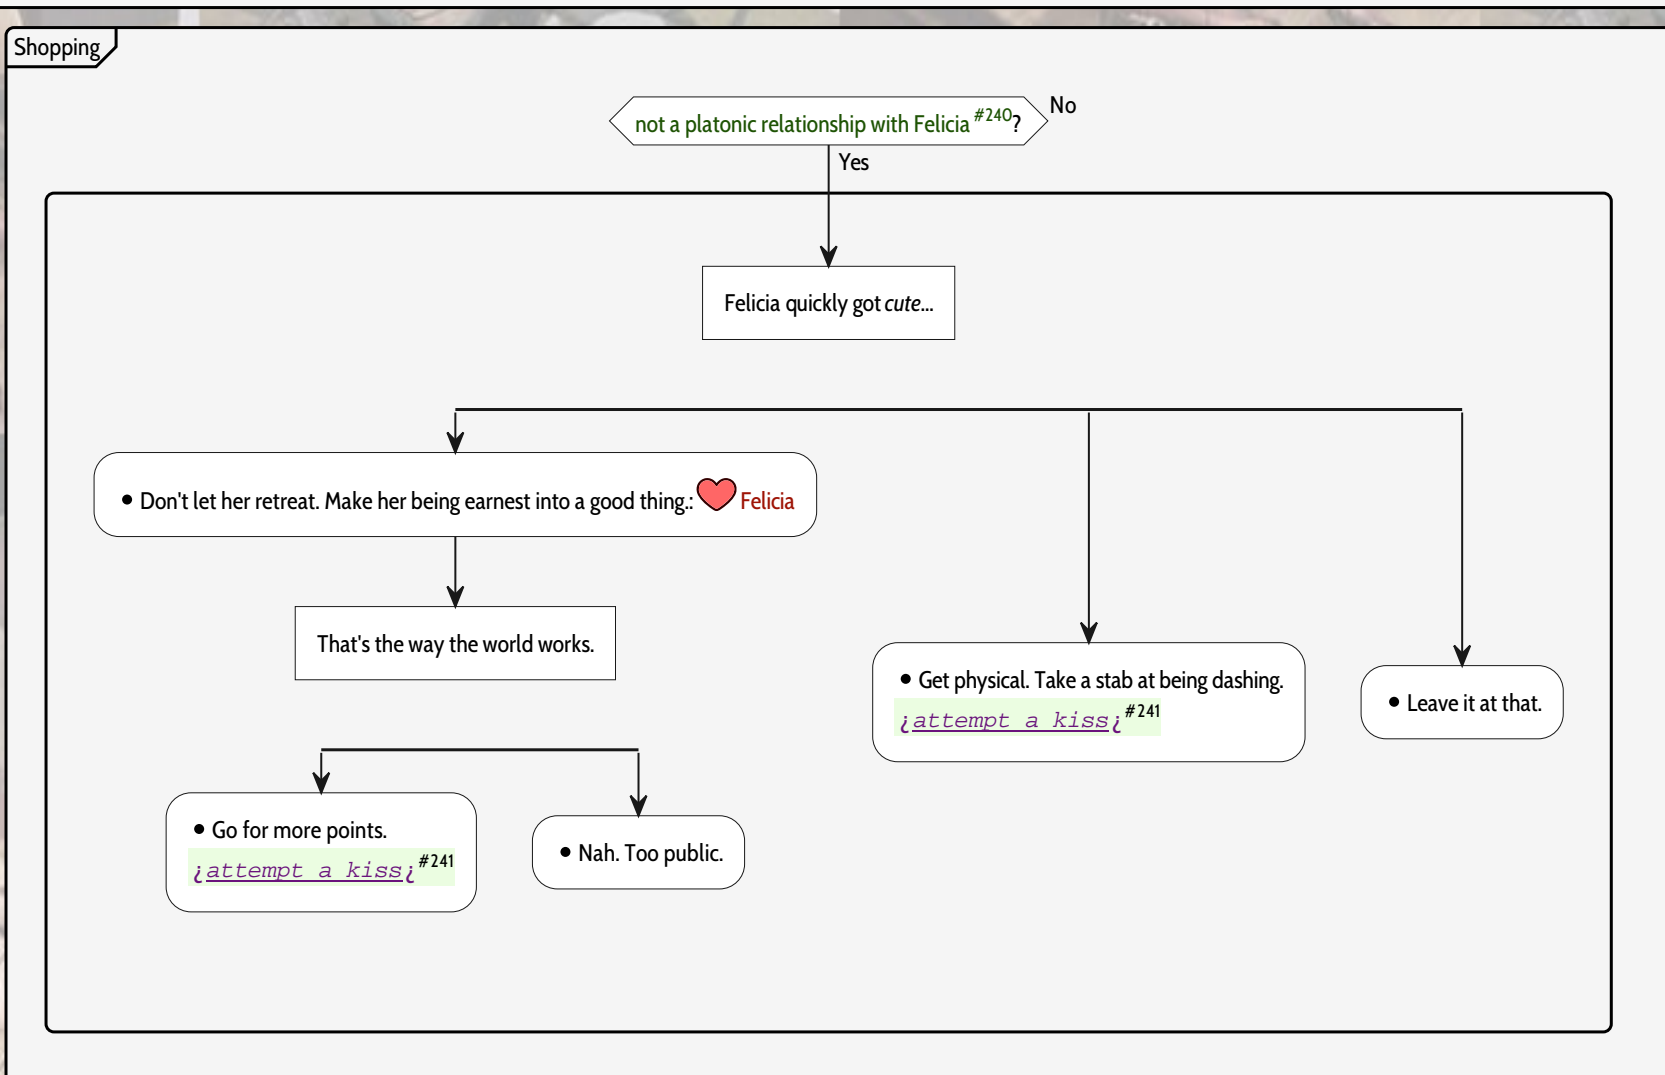 Shopping
not a platonic relationship with Felicia #240?
No
Yes
Felicia quickly got cute...
• Don't let her retreat. Make her being earnest into a good thing.: Felicia
That's the way the world works.
• Get physical. Take a stab at being dashing.
¿attempt a kiss¿#241
• Leave it at that.
• Go for more points.
¿attempt a kiss¿#241
• Nah. Too public.